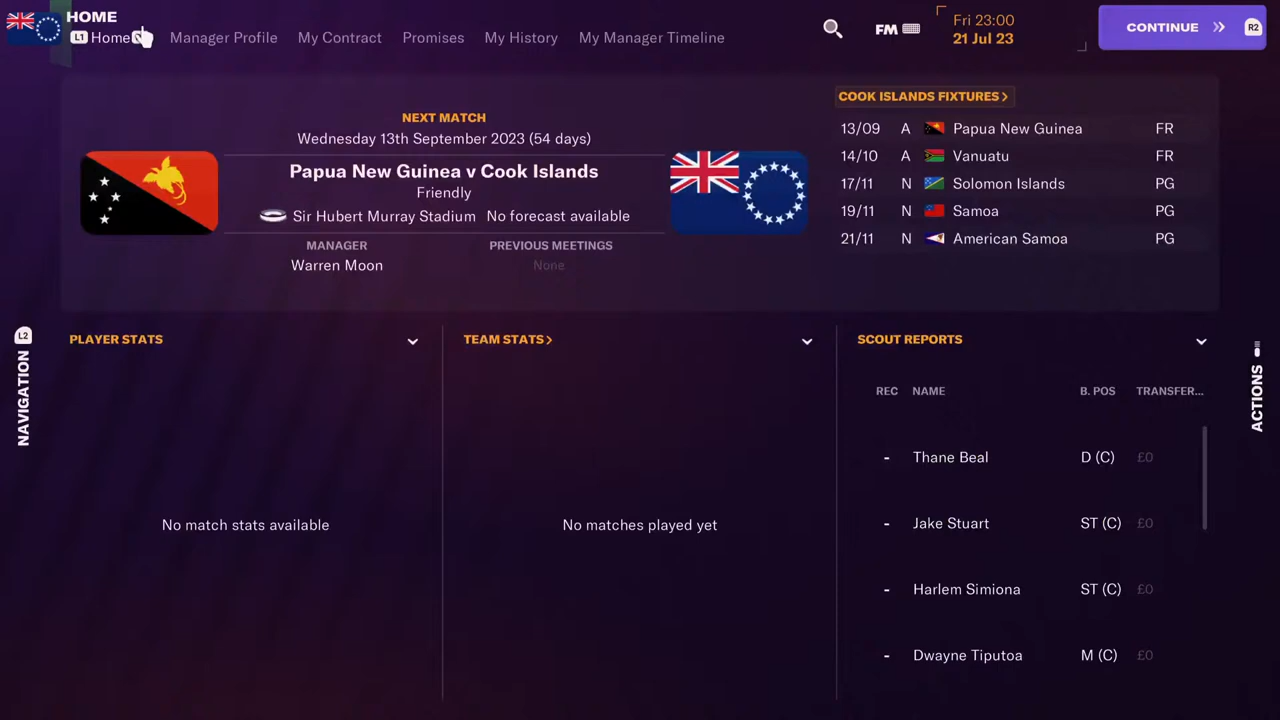 HOME
L1 Home
Manager Profile
My Contract
Promises
My History
My Manager Timeline
FM
Fri 23:00
21 Jul 23
CONTINUE
R2
NEXT MATCH
Wednesday 13th September 2023 (54 days)
Papua New Guinea v Cook Islands
Friendly
Sir Hubert Murray Stadium No forecast available
MANAGER
Warren Moon
PREVIOUS MEETINGS
None
COOK ISLANDS FIXTURES
13/09 A Papua New Guinea FR
14/10 A Vanuatu FR
17/11 N Solomon Islands PG
19/11 N Samoa PG
21/11 N American Samoa PG
L2
NAVIGATION
PLAYER STATS
No match stats available
TEAM STATS
No matches played yet
SCOUT REPORTS
REC NAME B. POS TRANSFER...
- Thane Beal D (C) £0
- Jake Stuart ST (C) £0
- Harlem Simiona ST (C) £0
- Dwayne Tiputoa M (C) £0
ACTIONS